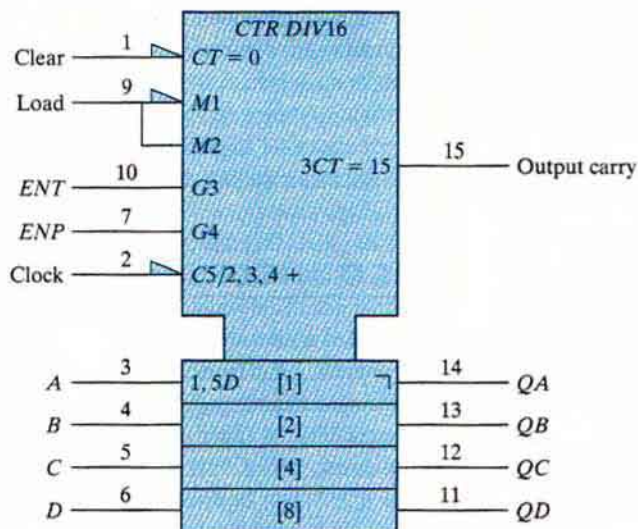 CTR DIV16
Clear 1 CT = 0
Load 9 M1
M2
3CT = 15 15 Output carry
ENT 10 G3
ENP 7 G4
Clock 2 C5/2, 3, 4 +
A 3 1, 5D [1] 14 QA
B 4 [2] 13 QB
C 5 [4] 12 QC
D 6 [8] 11 QD